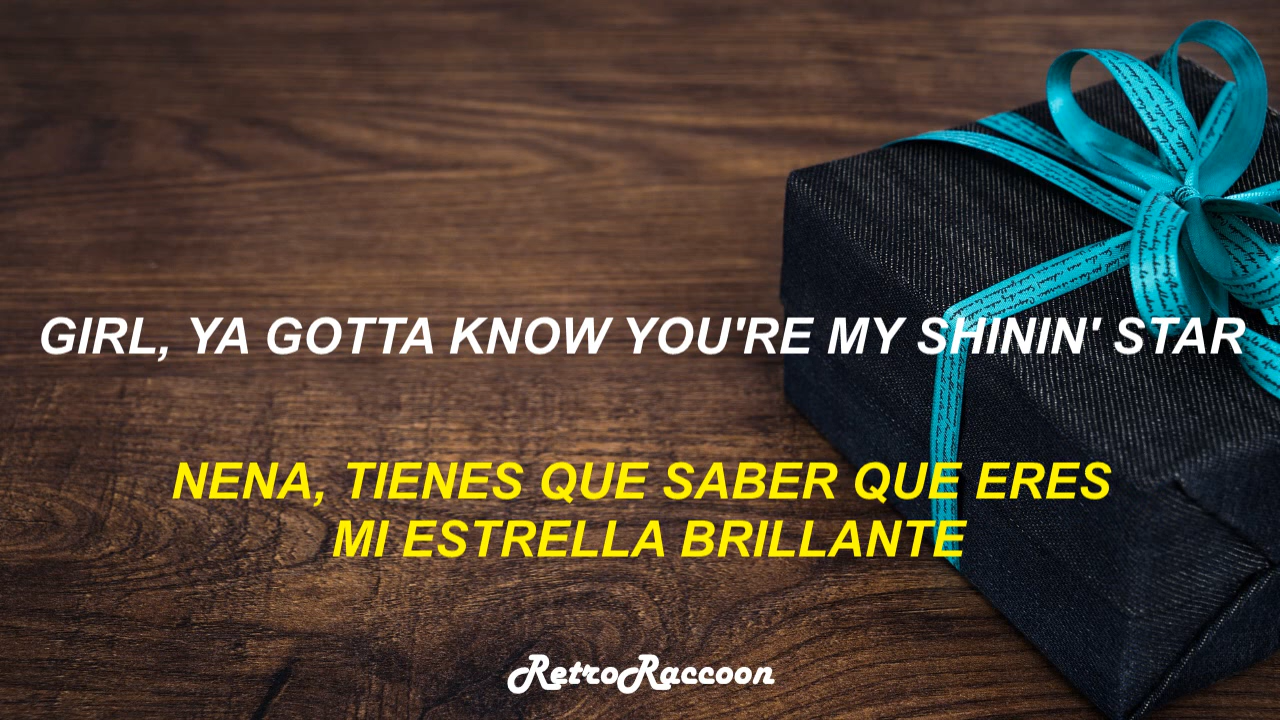 GIRL, YA GOTTA KNOW YOU'RE MY SHININ' STAR
NENA, TIENES QUE SABER QUE ERES
MI ESTRELLA BRILLANTE
RetroRaccoon